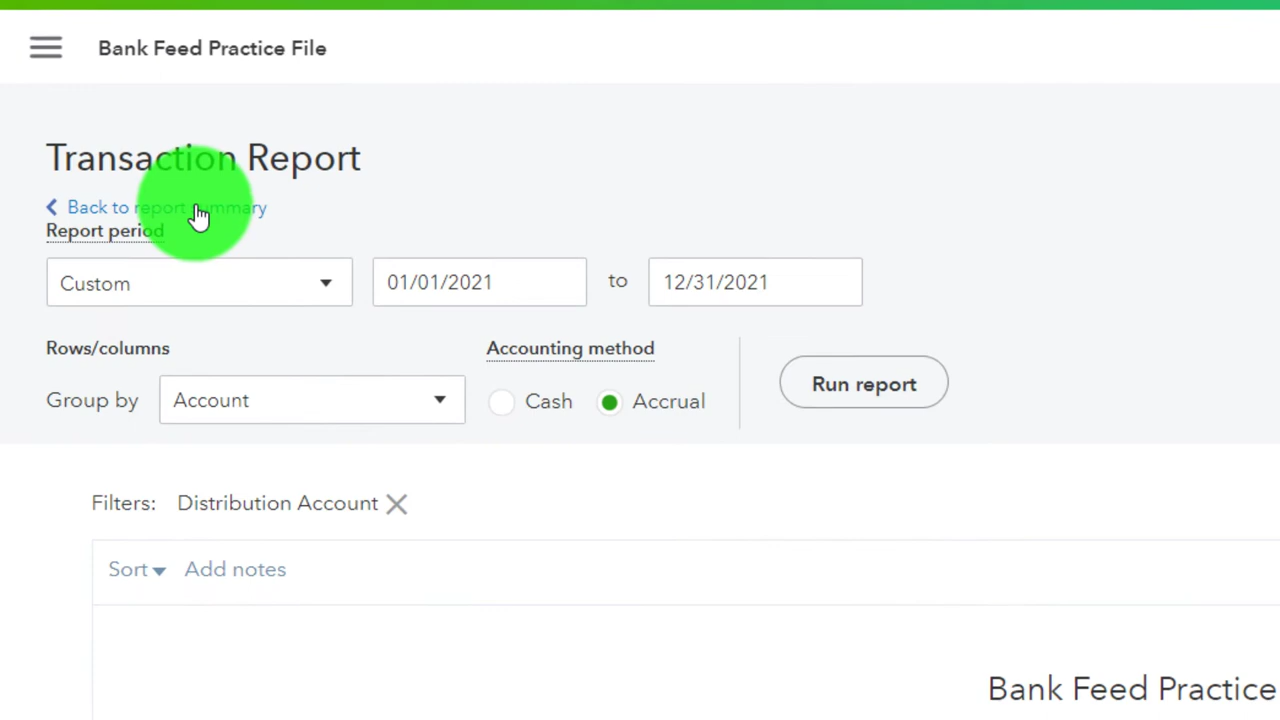 Bank Feed Practice File
Transaction Report
Back to report summary
Report period
Custom 01/01/2021 to 12/31/2021
Rows/columns Accounting method
Group by Account Cash Accrual Run report
Filters: Distribution Account
Sort Add notes
Bank Feed Practice